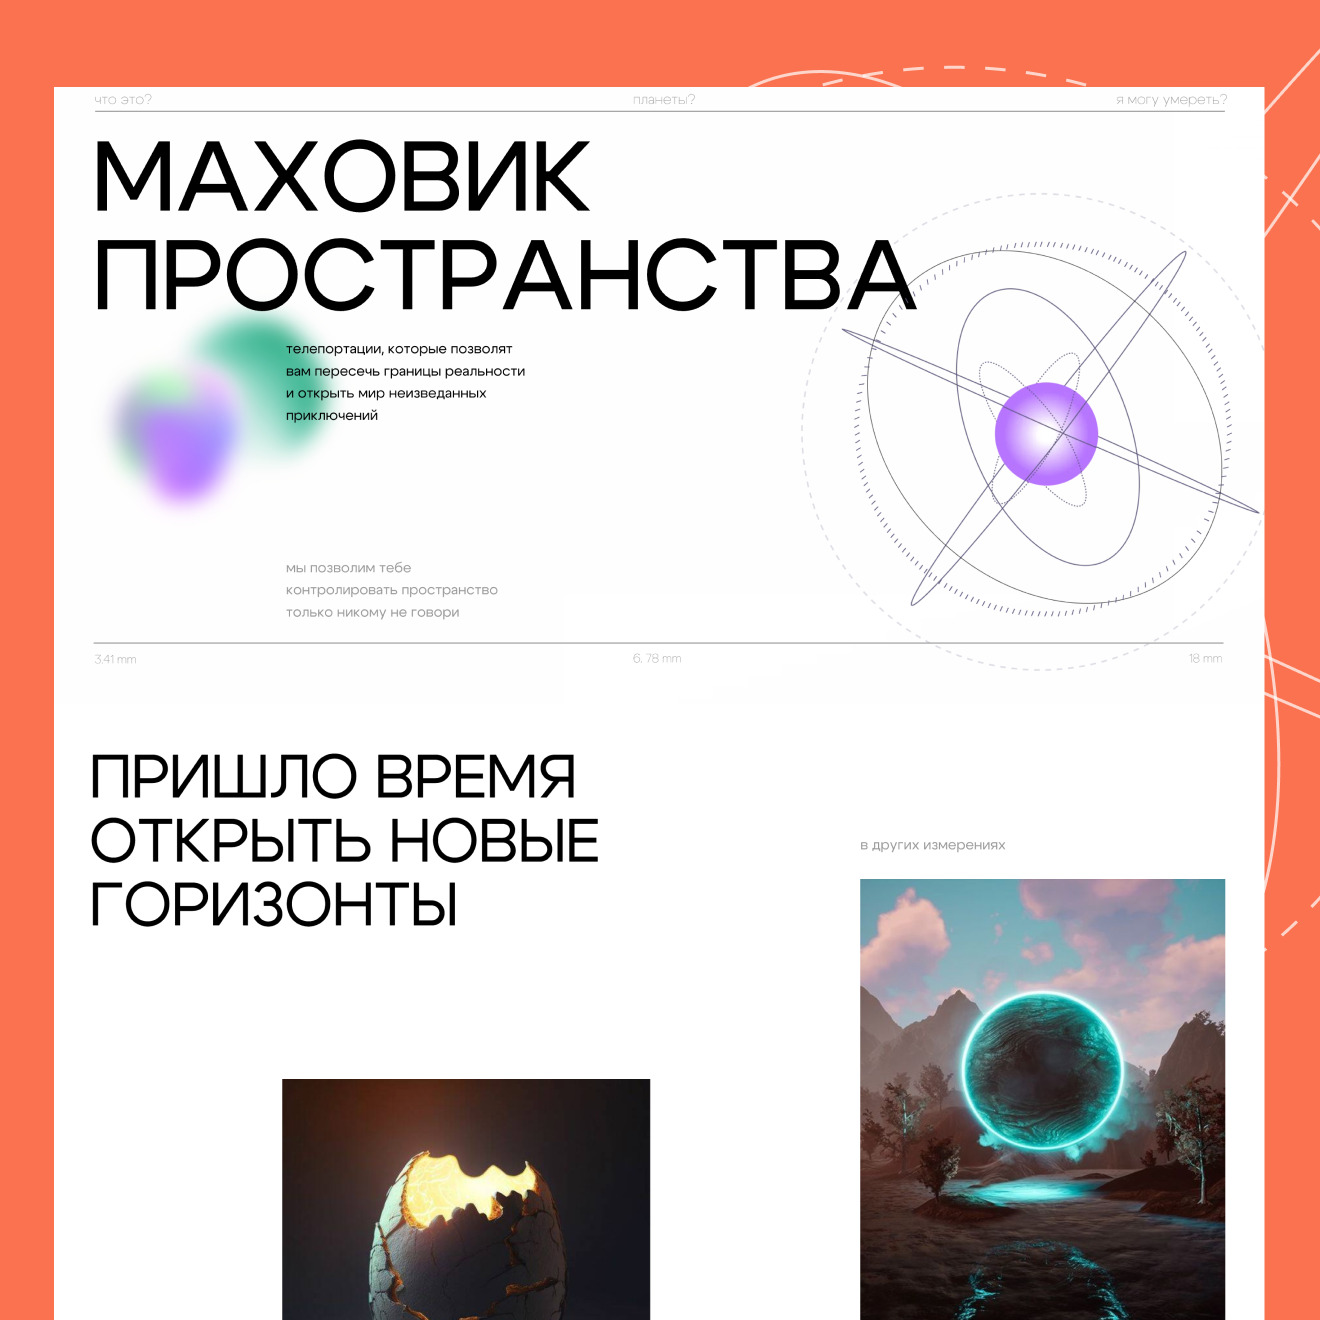 что это?
планеты?
я могу умереть?
МАХОВИК
ПРОСТРАНСТВА
телепортации, которые позволят
вам пересечь границы реальности
и открыть мир неизведанных
приключений
мы позволим тебе
контролировать пространство
только никому не говори
3.41 mm
6. 78 mm
18 mm
ПРИШЛО ВРЕМЯ
ОТКРЫТЬ НОВЫЕ
ГОРИЗОНТЫ
в других измерениях